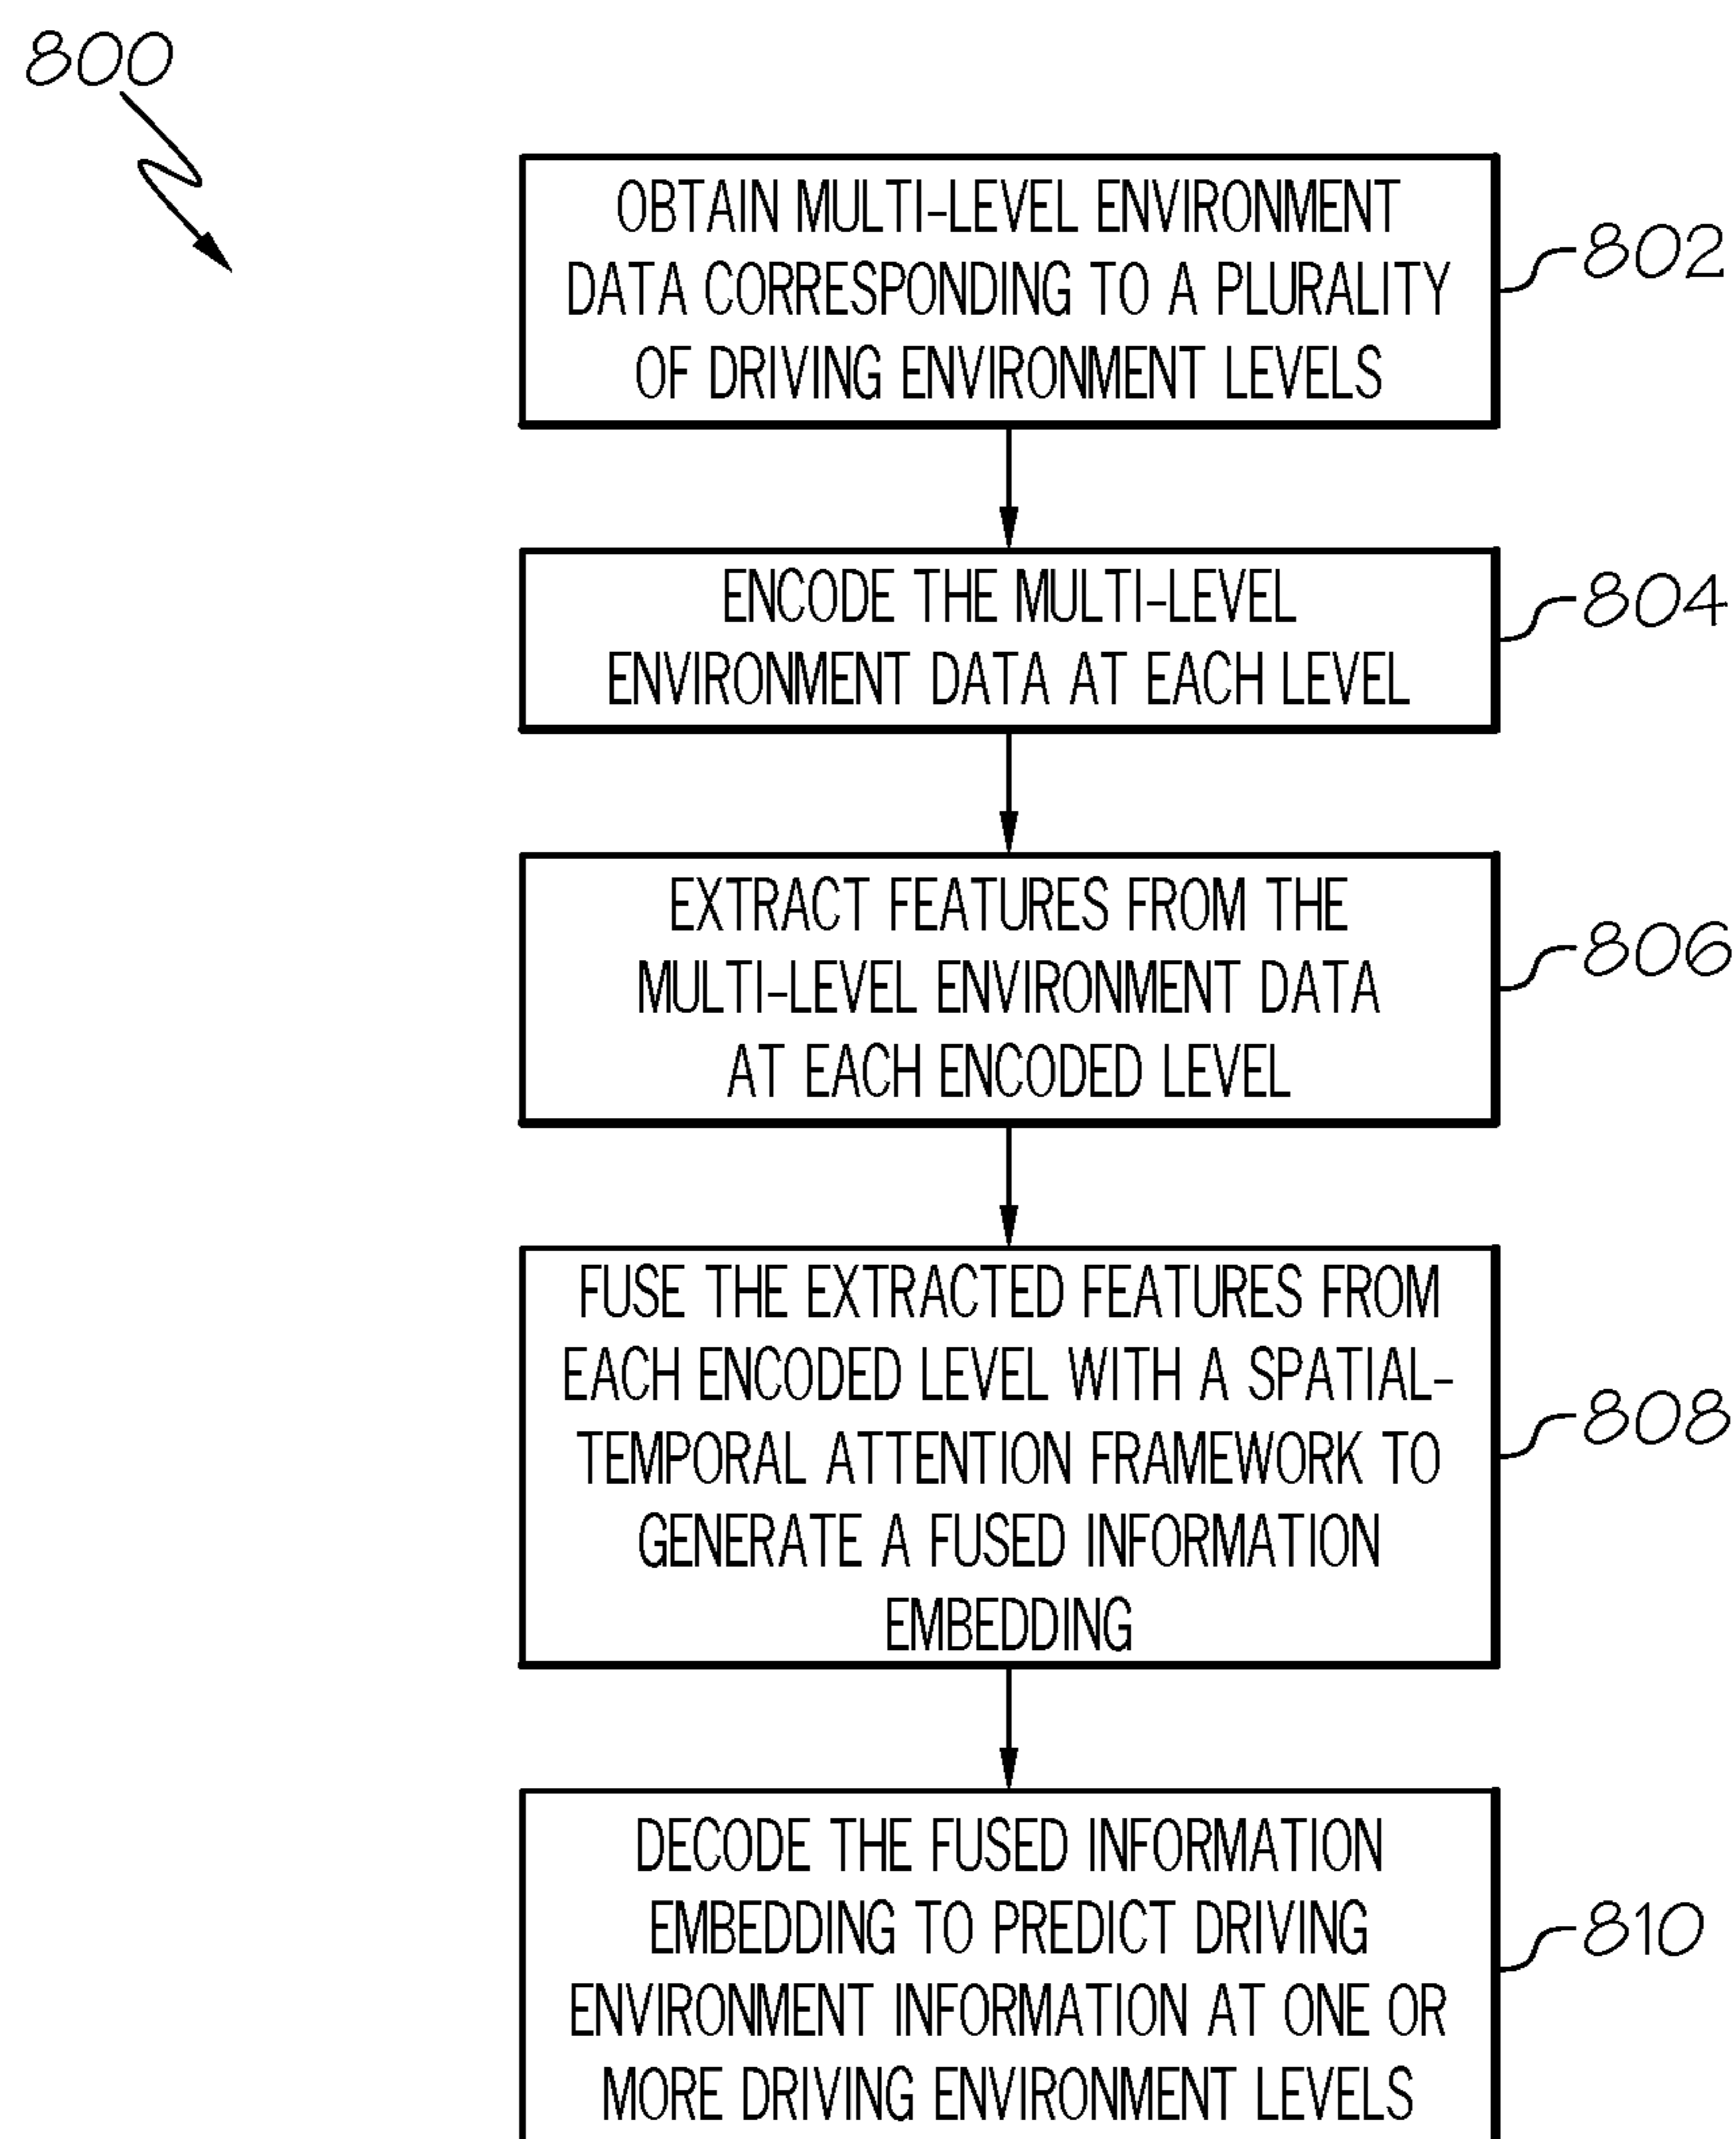 800
OBTAIN MULTI-LEVEL ENVIRONMENT
DATA CORRESPONDING TO A PLURALITY
OF DRIVING ENVIRONMENT LEVELS
802
ENCODE THE MULTI-LEVEL
ENVIRONMENT DATA AT EACH LEVEL
804
EXTRACT FEATURES FROM THE
MULTI-LEVEL ENVIRONMENT DATA
AT EACH ENCODED LEVEL
806
FUSE THE EXTRACTED FEATURES FROM
EACH ENCODED LEVEL WITH A SPATIAL-
TEMPORAL ATTENTION FRAMEWORK TO
GENERATE A FUSED INFORMATION
EMBEDDING
808
DECODE THE FUSED INFORMATION
EMBEDDING TO PREDICT DRIVING
ENVIRONMENT INFORMATION AT ONE OR
MORE DRIVING ENVIRONMENT LEVELS
810